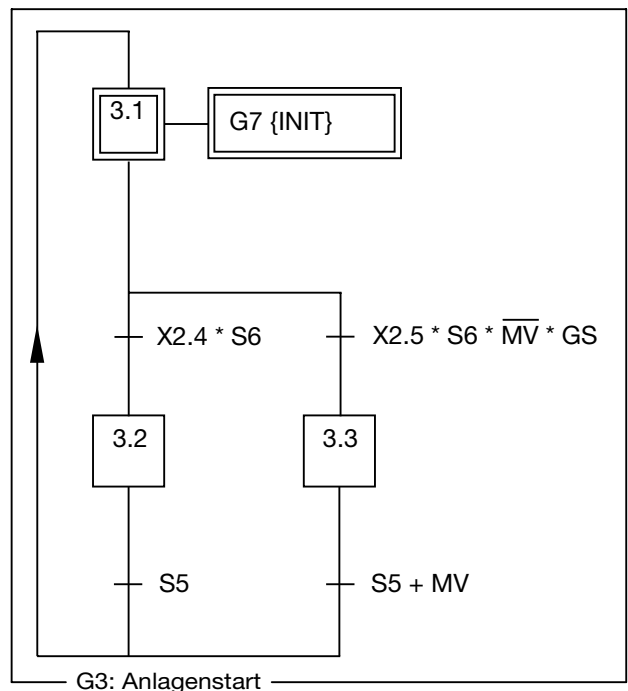 3.1
G7 {INIT}
X2.4 * S6
X2.5 * S6 * M̅V̅ * GS
3.2
3.3
S5
S5 + MV
G3: Anlagenstart